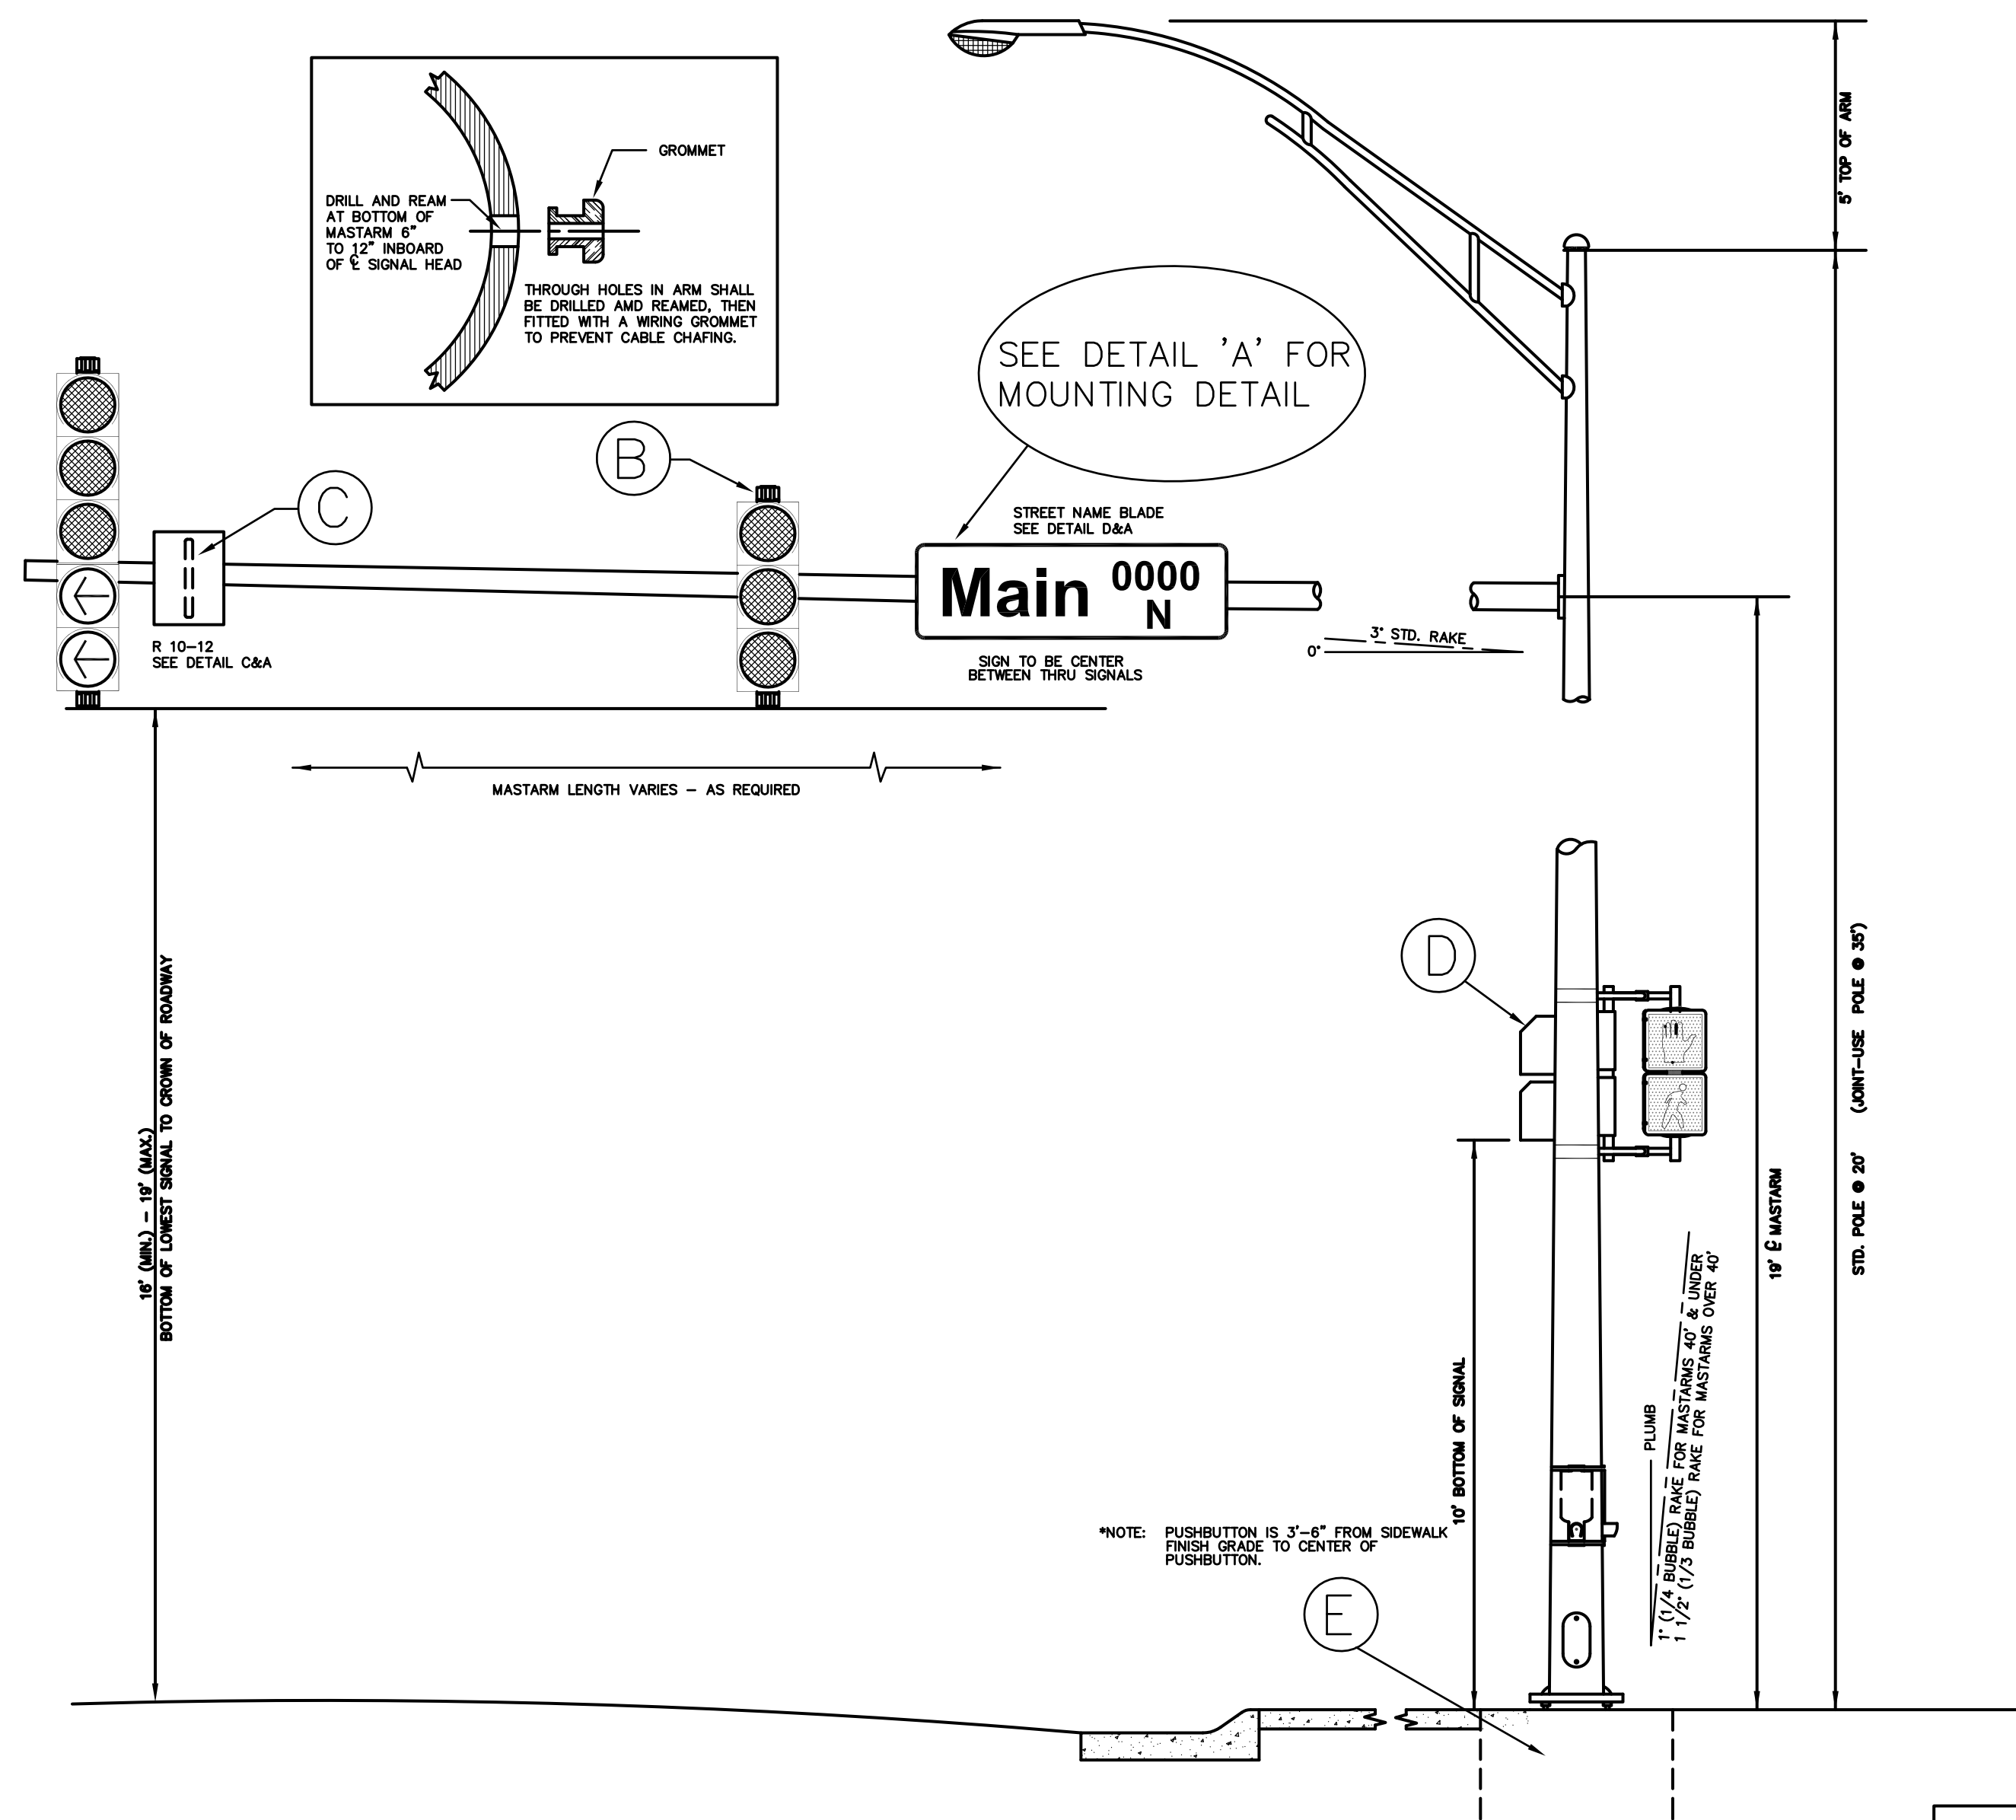 5' TOP OF ARM
GROMMET
DRILL AND REAM
AT BOTTOM OF
MASTARM 6"
TO 12" INBOARD
OF ℄ SIGNAL HEAD
THROUGH HOLES IN ARM SHALL
BE DRILLED AMD REAMED, THEN
FITTED WITH A WIRING GROMMET
TO PREVENT CABLE CHAFING.
SEE DETAIL 'A' FOR
MOUNTING DETAIL
B
C
STREET NAME BLADE
SEE DETAIL D&A
Main 0000
N
R 10-12
SEE DETAIL C&A
SIGN TO BE CENTER
BETWEEN THRU SIGNALS
3° STD. RAKE
0°
MASTARM LENGTH VARIES - AS REQUIRED
D
16' (MIN.) - 19' (MAX.)
BOTTOM OF LOWEST SIGNAL TO CROWN OF ROADWAY
STD. POLE @ 20' (JOINT-USE POLE @ 35')
19' ℄ MASTARM
10' BOTTOM OF SIGNAL
PLUMB
1° (1/4 BUBBLE) RAKE FOR MASTARMS 40' & UNDER
1 1/2° (1/3 BUBBLE) RAKE FOR MASTARMS OVER 40'
*NOTE: PUSHBUTTON IS 3'-6" FROM SIDEWALK
FINISH GRADE TO CENTER OF
PUSHBUTTON.
E